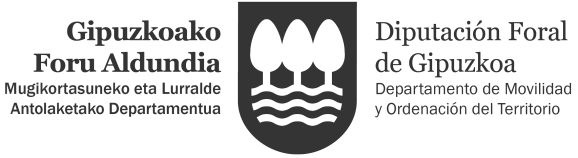 Gipuzkoako
Foru Aldundia
Mugikortasuneko eta Lurralde
Antolaketako Departamentua
Diputación Foral
de Gipuzkoa
Departamento de Movilidad
y Ordenación del Territorio